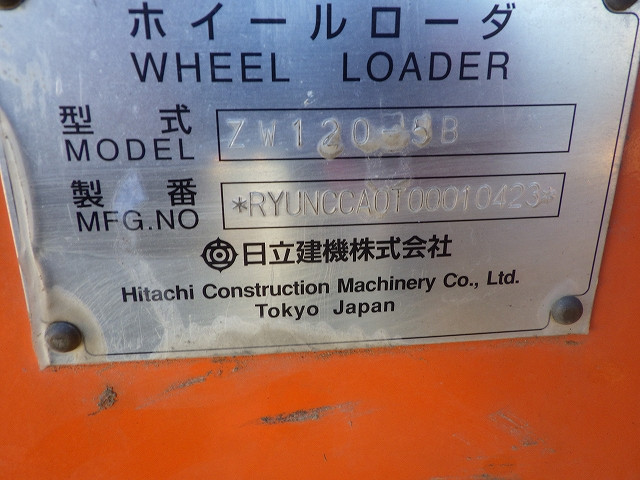 ホイールローダ
WHEEL LOADER
型式 ZW120-5B
MODEL
製番 *RYUNCCA0T00010423*
MFG.NO
日立建機株式会社
Hitachi Construction Machinery Co., Ltd.
Tokyo Japan